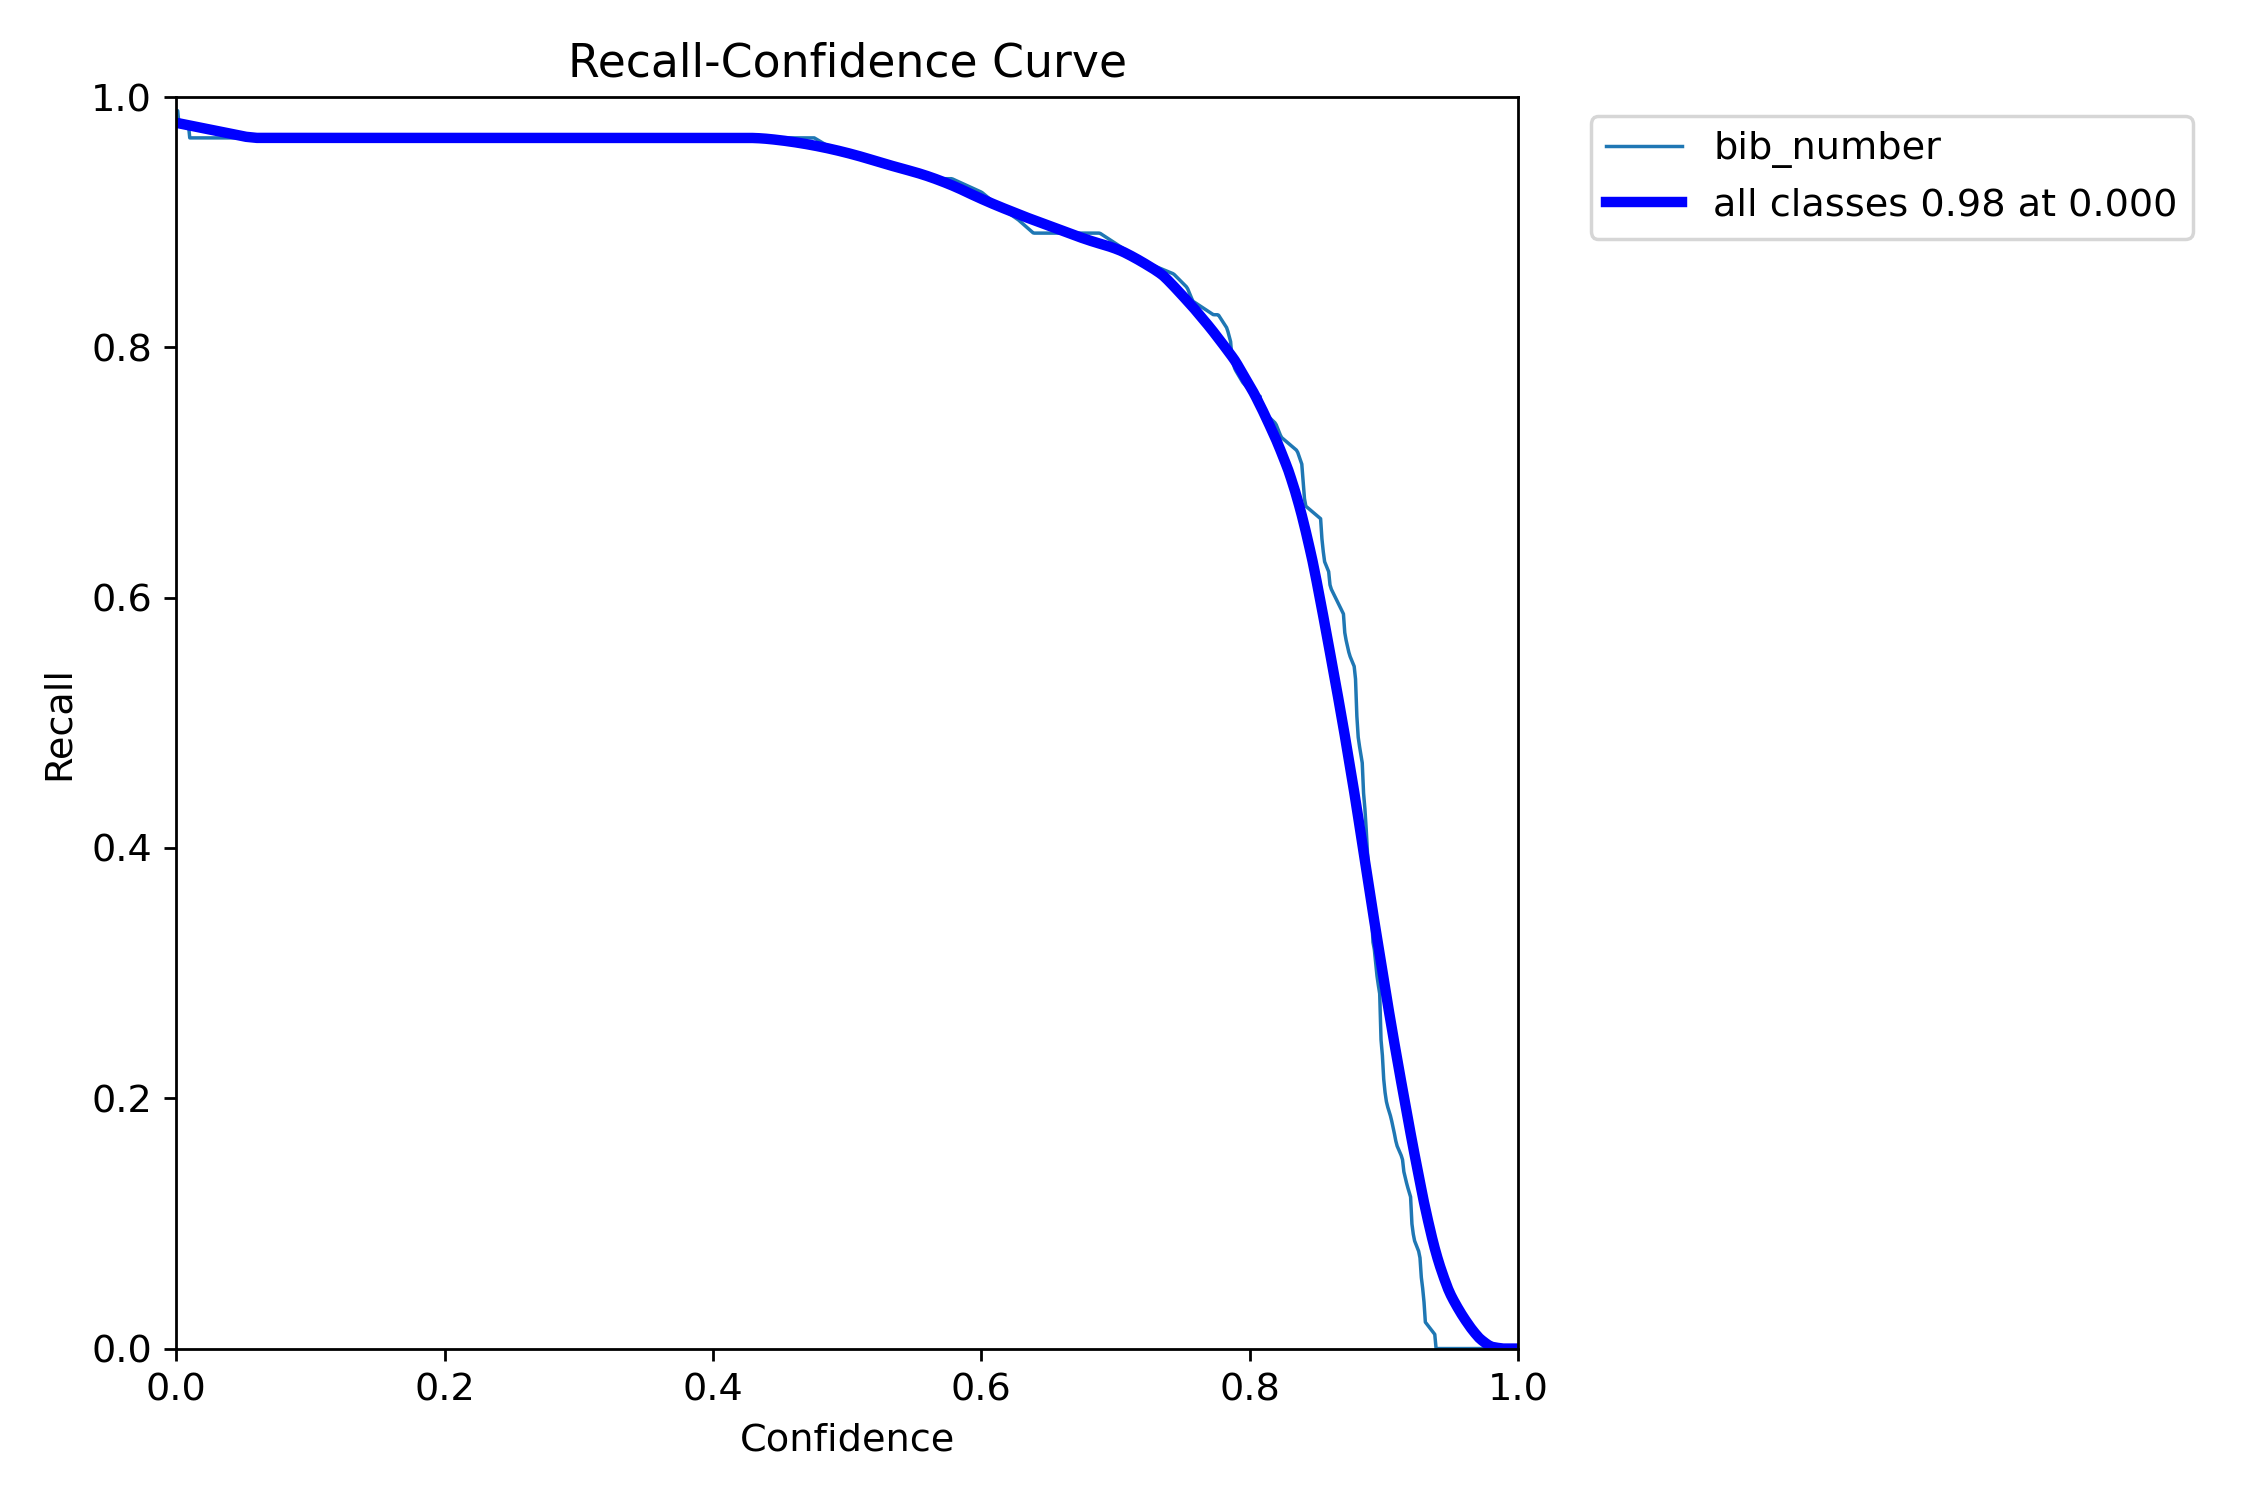 Recall-Confidence Curve
bib_number
all classes 0.98 at 0.000
1.0
0.8
0.6
0.4
0.2
0.0
Recall
0.0 0.2 0.4 0.6 0.8 1.0
Confidence